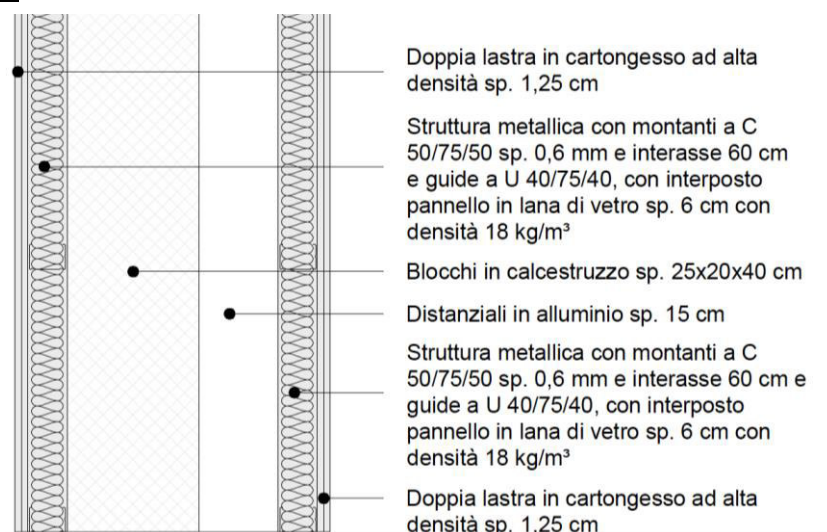 Doppia lastra in cartongesso ad alta
densità sp. 1,25 cm
Struttura metallica con montanti a C
50/75/50 sp. 0,6 mm e interasse 60 cm
e guide a U 40/75/40, con interposto
pannello in lana di vetro sp. 6 cm con
densità 18 kg/m³
Blocchi in calcestruzzo sp. 25x20x40 cm
Distanziali in alluminio sp. 15 cm
Struttura metallica con montanti a C
50/75/50 sp. 0,6 mm e interasse 60 cm e
guide a U 40/75/40, con interposto
pannello in lana di vetro sp. 6 cm con
densità 18 kg/m³
Doppia lastra in cartongesso ad alta
densità sp. 1,25 cm